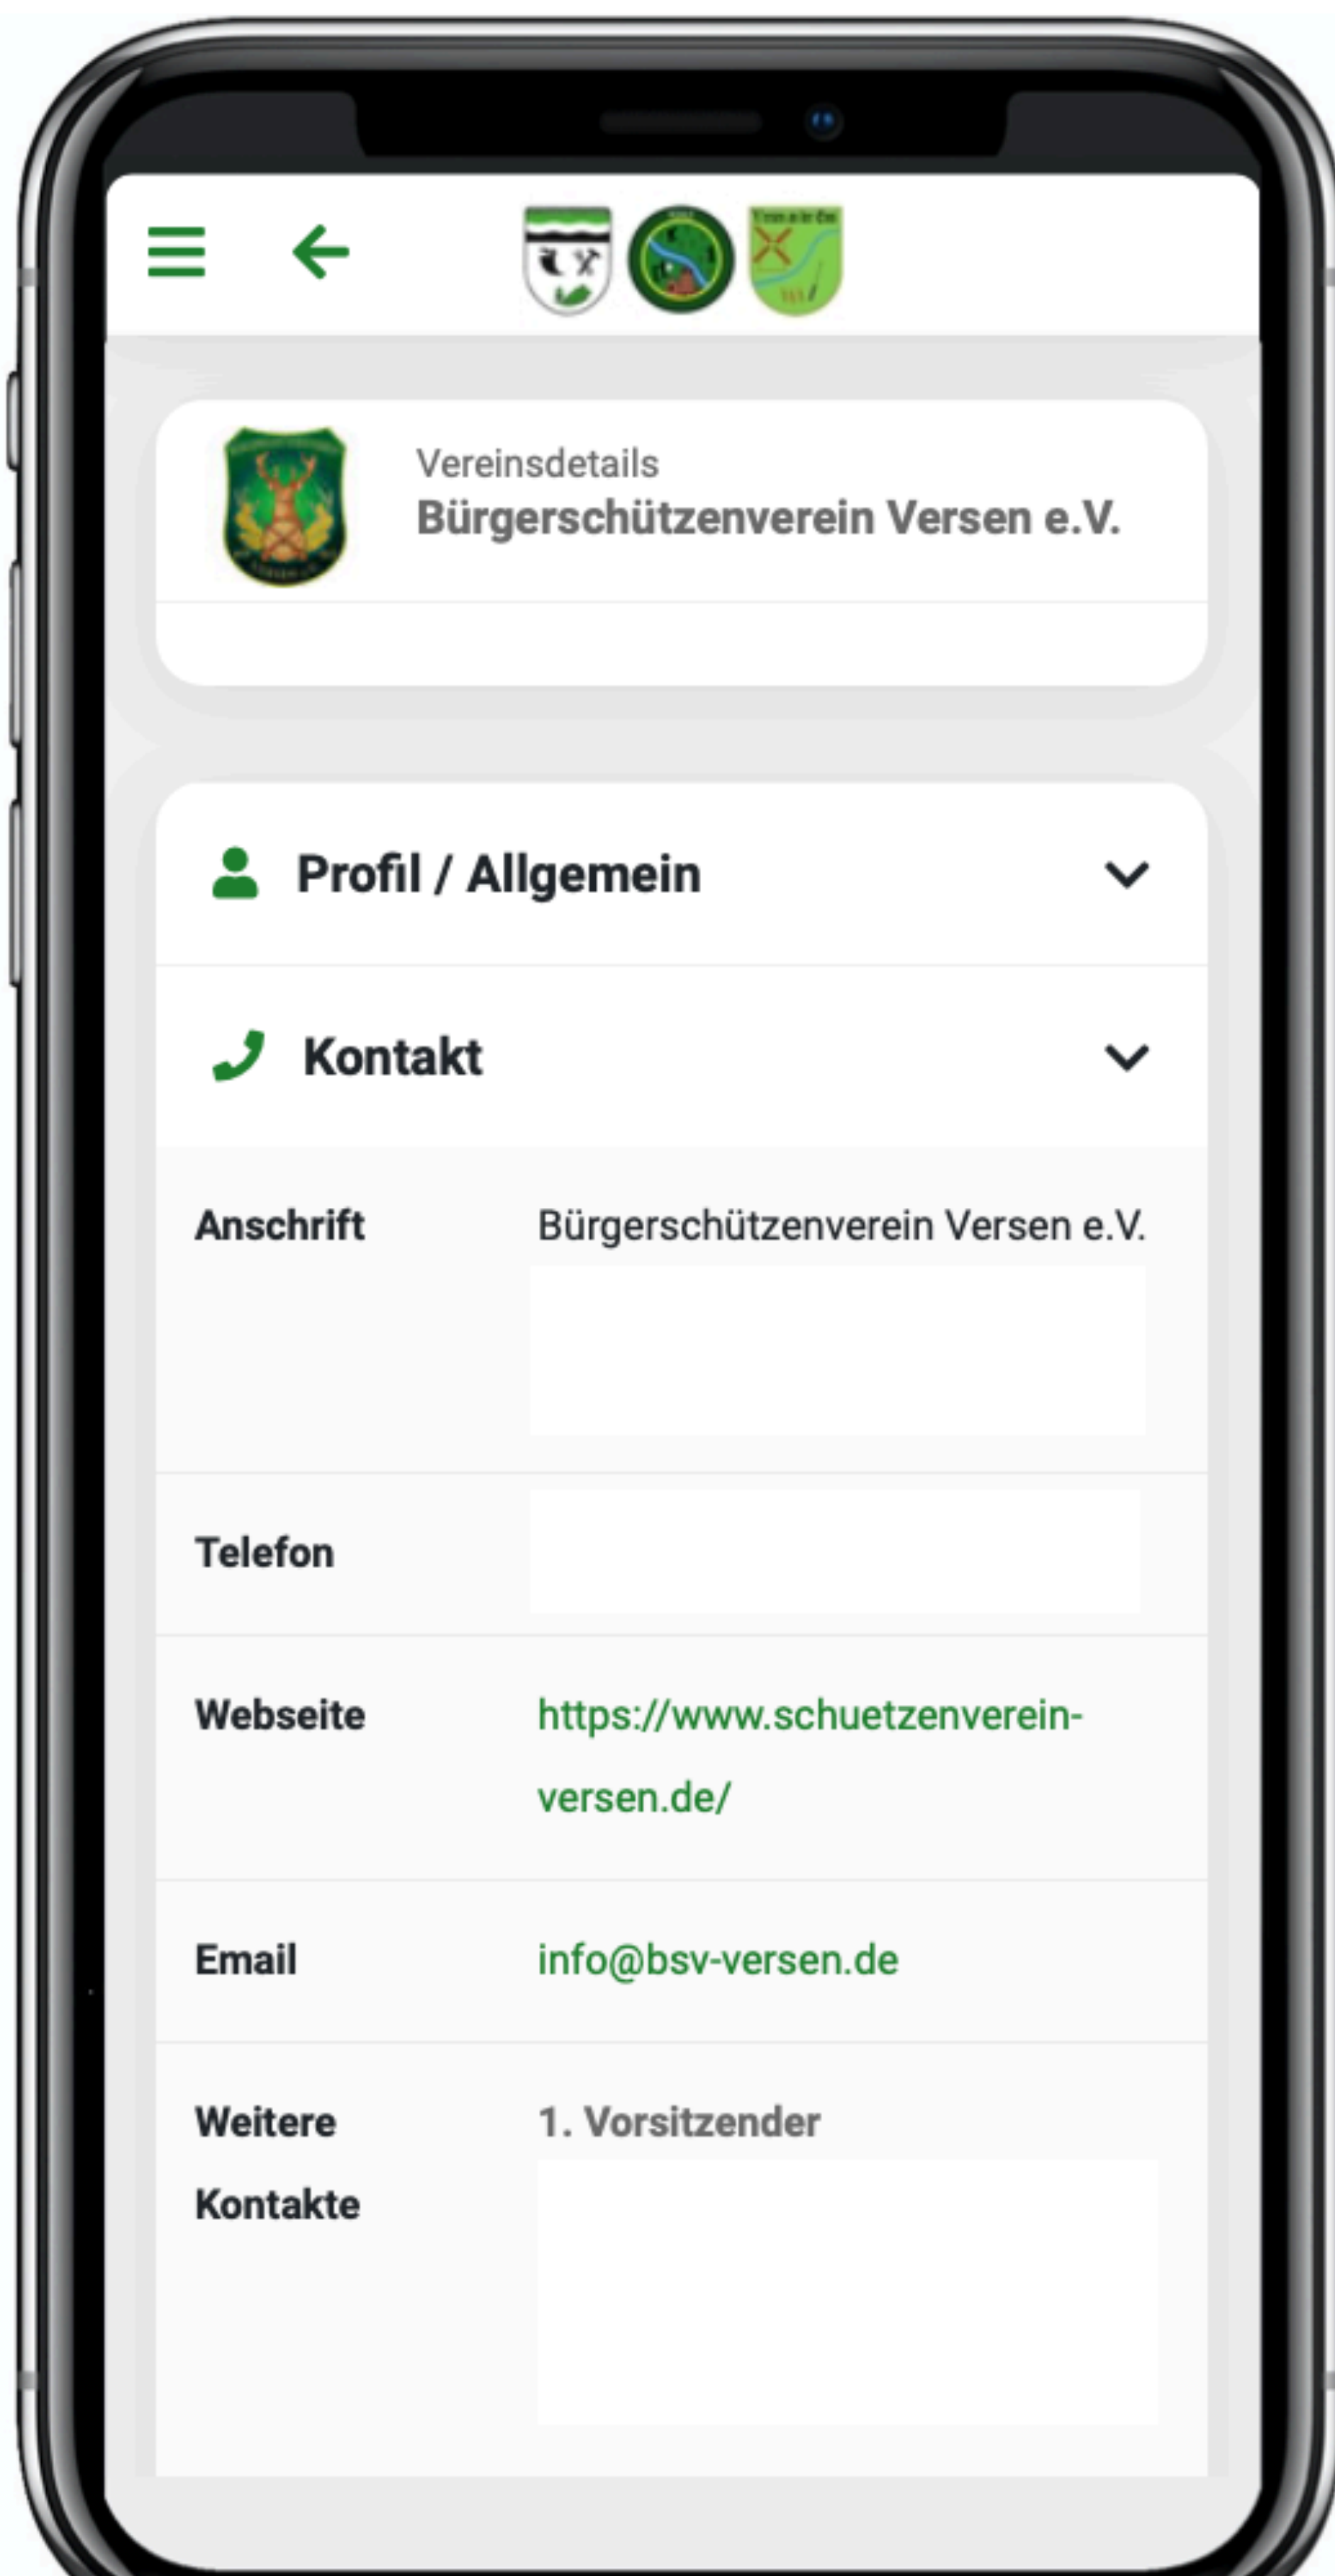 Vereinsdetails
Bürgerschützenverein Versen e.V.
Profil / Allgemein
Kontakt
Anschrift
Bürgerschützenverein Versen e.V.
Telefon
Webseite
https://www.schuetzenverein-
versen.de/
Email
info@bsv-versen.de
Weitere
Kontakte
1. Vorsitzender